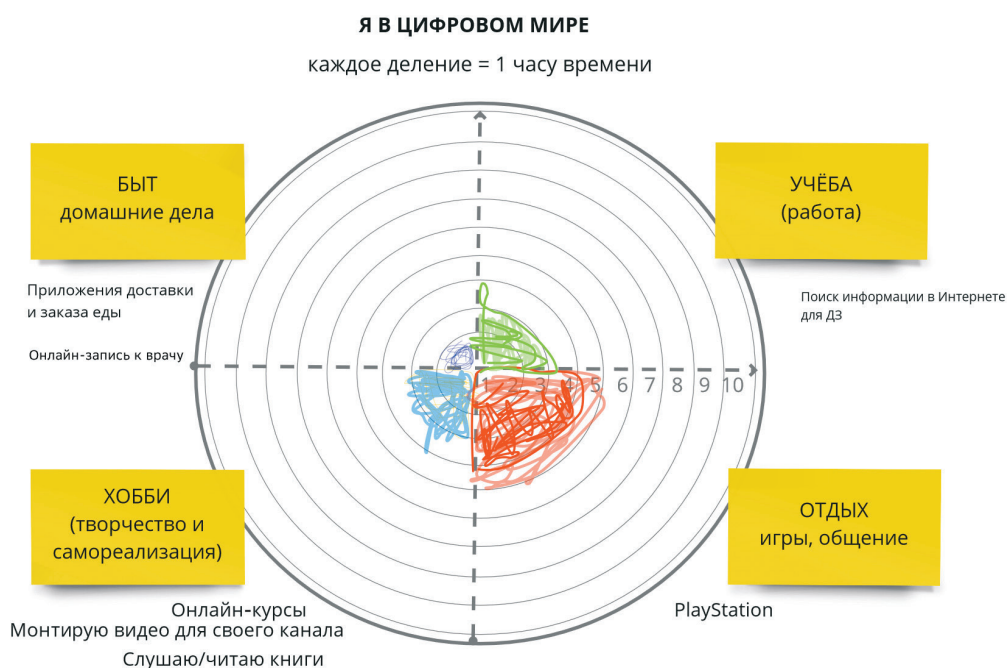 Я В ЦИФРОВОМ МИРЕ
каждое деление = 1 часу времени
БЫТ
домашние дела
УЧЁБА
(работа)
Приложения доставки
и заказа еды
Поиск информации в Интернете
для ДЗ
Онлайн-запись к врачу
1 2 3 4 5 6 7 8 9 10
ХОББИ
(творчество и
самореализация)
ОТДЫХ
игры, общение
Онлайн-курсы
Монтирую видео для своего канала
Слушаю/читаю книги
PlayStation